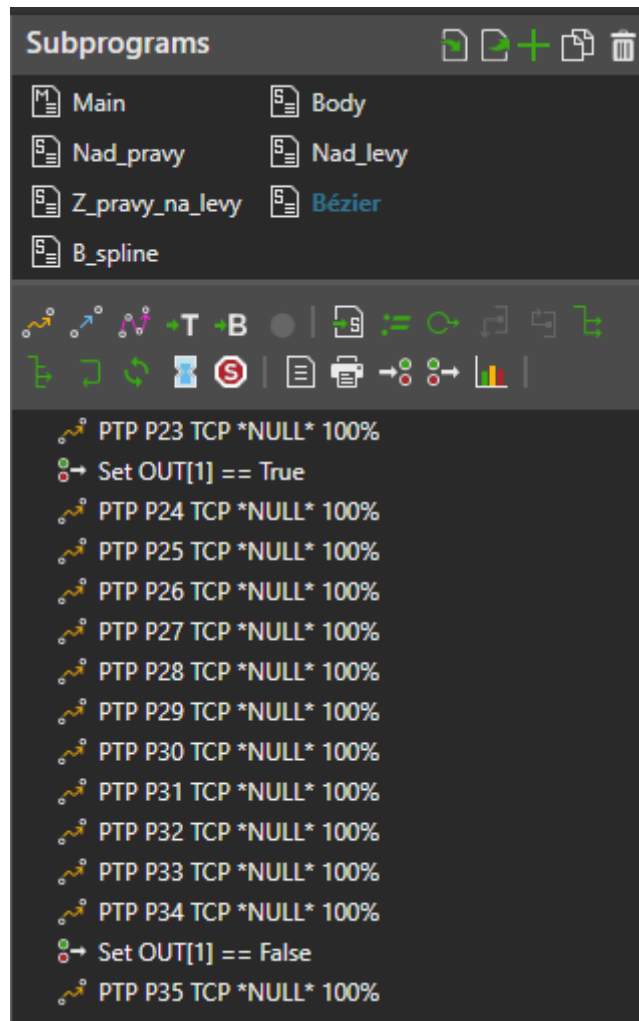 Subprograms
Main Body
Nad_pravy Nad_levy
Z_pravy_na_levy Bézier
B_spline
T B S
S
PTP P23 TCP *NULL* 100%
Set OUT[1] == True
PTP P24 TCP *NULL* 100%
PTP P25 TCP *NULL* 100%
PTP P26 TCP *NULL* 100%
PTP P27 TCP *NULL* 100%
PTP P28 TCP *NULL* 100%
PTP P29 TCP *NULL* 100%
PTP P30 TCP *NULL* 100%
PTP P31 TCP *NULL* 100%
PTP P32 TCP *NULL* 100%
PTP P33 TCP *NULL* 100%
PTP P34 TCP *NULL* 100%
Set OUT[1] == False
PTP P35 TCP *NULL* 100%